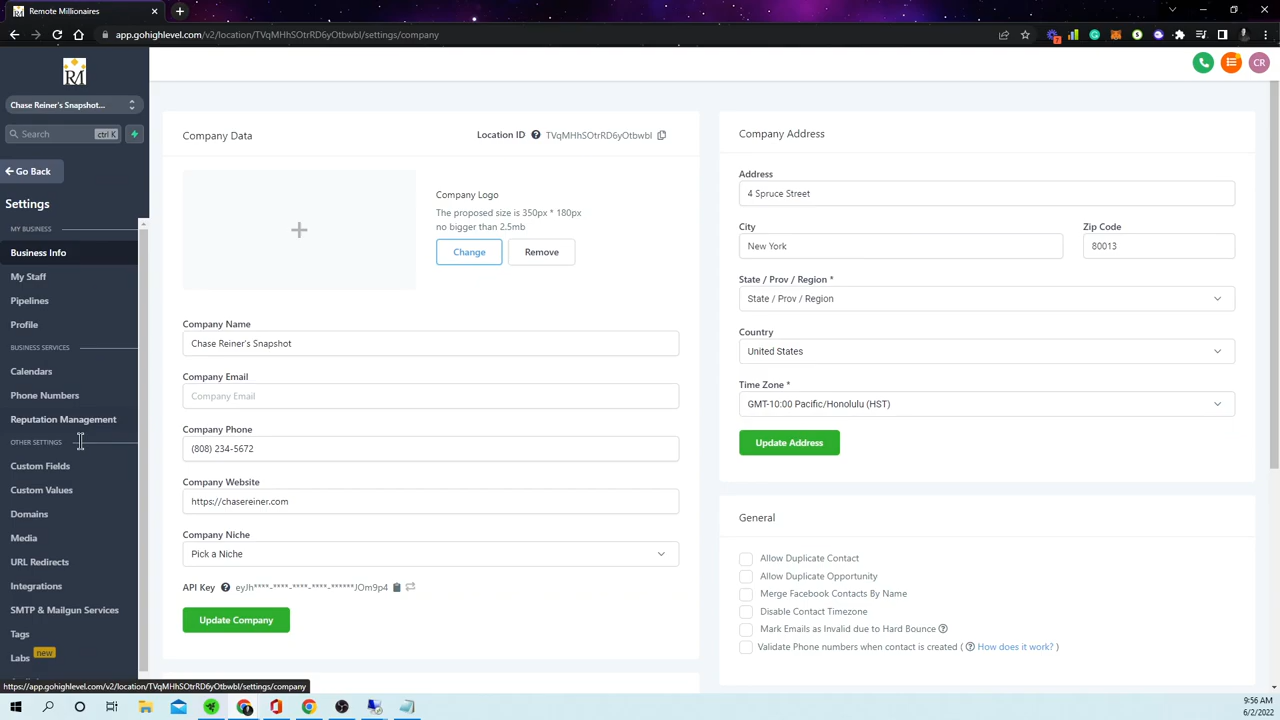 Remote Millionaires
app.gohighlevel.com/v2/location/TVqMHhSOtrRD6yOtbwbl/settings/company
RM
CR
Chase Reiner's Snapshot...
Search
ctrl K
Go Back
Settings
MY BUSINESS
Business Info
My Staff
Pipelines
Profile
BUSINESS SERVICES
Calendars
Phone Numbers
Reputation Management
OTHER SETTINGS
Custom Fields
Custom Values
Domains
Media
URL Redirects
Integrations
SMTP & Mailgun Services
Tags
Labs new
https://app.gohighlevel.com/v2/location/TVqMHhSOtrRD6yOtbwbl/settings/company
Company Data
Location ID TVqMHhSOtrRD6yOtbwbl
Company Logo
The proposed size is 350px * 180px
no bigger than 2.5mb
Change
Remove
Company Name
Chase Reiner's Snapshot
Company Email
Company Email
Company Phone
(808) 234-5672
Company Website
https://chasereiner.com
Company Niche
Pick a Niche
API Key eyJh****-****-****-****-******JOm9p4
Update Company
Company Address
Address
4 Spruce Street
City
Zip Code
New York
80013
State / Prov / Region *
State / Prov / Region
Country
United States
Time Zone *
GMT-10:00 Pacific/Honolulu (HST)
Update Address
General
Allow Duplicate Contact
Allow Duplicate Opportunity
Merge Facebook Contacts By Name
Disable Contact Timezone
Mark Emails as Invalid due to Hard Bounce
Validate Phone numbers when contact is created ( How does it work? )
9:56 AM
6/2/2022